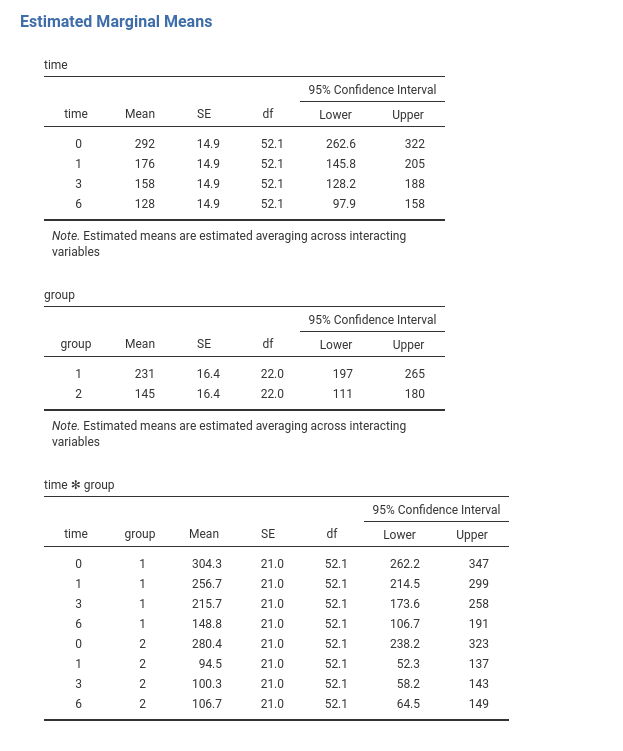 Estimated Marginal Means
time
95% Confidence Interval
time Mean SE df Lower Upper
0 292 14.9 52.1 262.6 322
1 176 14.9 52.1 145.8 205
3 158 14.9 52.1 128.2 188
6 128 14.9 52.1 97.9 158
Note. Estimated means are estimated averaging across interacting
variables
group
95% Confidence Interval
group Mean SE df Lower Upper
1 231 16.4 22.0 197 265
2 145 16.4 22.0 111 180
Note. Estimated means are estimated averaging across interacting
variables
time ✻ group
95% Confidence Interval
time group Mean SE df Lower Upper
0 1 304.3 21.0 52.1 262.2 347
1 1 256.7 21.0 52.1 214.5 299
3 1 215.7 21.0 52.1 173.6 258
6 1 148.8 21.0 52.1 106.7 191
0 2 280.4 21.0 52.1 238.2 323
1 2 94.5 21.0 52.1 52.3 137
3 2 100.3 21.0 52.1 58.2 143
6 2 106.7 21.0 52.1 64.5 149